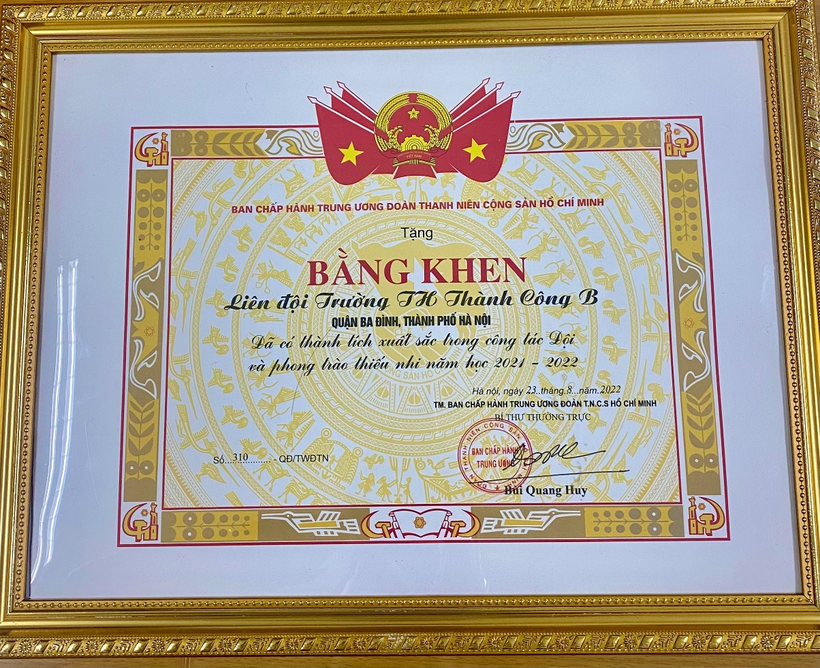 BAN CHẤP HÀNH TRUNG ƯƠNG ĐOÀN THANH NIÊN CỘNG SẢN HỒ CHÍ MINH
Tặng
BẰNG KHEN
Liên đội Trường TH Thành Công B
QUẬN BA ĐÌNH, THÀNH PHỐ HÀ NỘI
Đã có thành tích xuất sắc trong công tác Đội
và phong trào thiếu nhi năm học 2021 - 2022
Hà nội, ngày 23..tháng.8...năm.2022
TM. BAN CHẤP HÀNH TRUNG ƯƠNG ĐOÀN T.N.C.S HỒ CHÍ MINH
BÍ THƯ THƯỜNG TRỰC
BAN CHẤP HÀNH
TRUNG ƯƠNG
Số...310.......... - QĐ/TWĐTN
Bùi Quang Huy